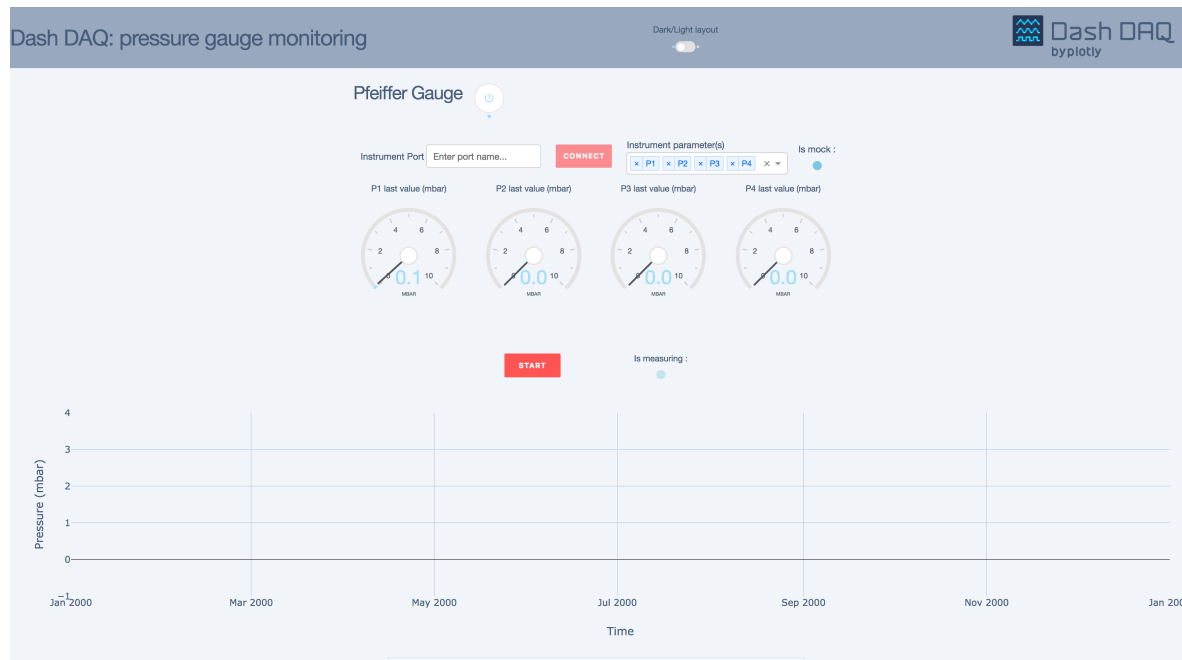 Dash DAQ: pressure gauge monitoring
Dark/Light layout
Dash DAQ
by plotly
Pfeiffer Gauge
Instrument Port
Enter port name...
CONNECT
Instrument parameter(s)
× P1 × P2 × P3 × P4 ×
Is mock :
P1 last value (mbar)
0 2 4 6 8 10
0.1
MBAR
P2 last value (mbar)
0 2 4 6 8 10
0.0
MBAR
P3 last value (mbar)
0 2 4 6 8 10
0.0
MBAR
P4 last value (mbar)
0 2 4 6 8 10
0.0
MBAR
START
Is measuring :
Pressure (mbar)
4
3
2
1
0
−1
Jan 2000 Mar 2000 May 2000 Jul 2000 Sep 2000 Nov 2000 Jan 200
Time